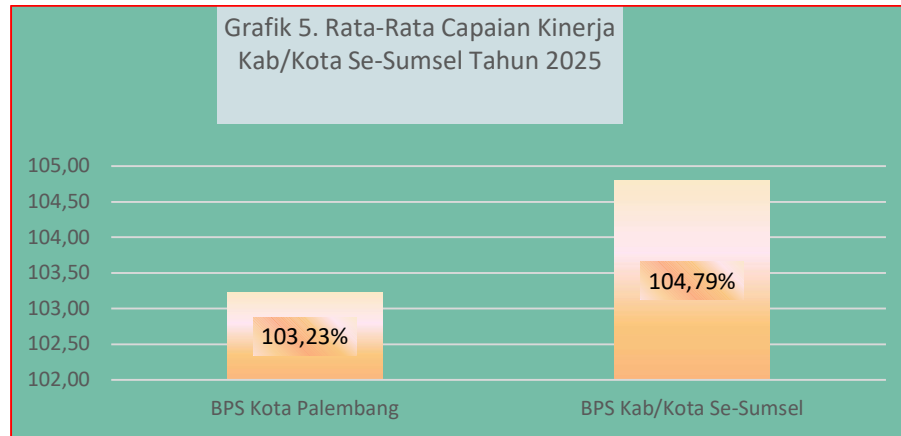 Grafik 5. Rata-Rata Capaian Kinerja
Kab/Kota Se-Sumsel Tahun 2025
105,00
104,50
104,00
103,50
103,00
102,50
102,00
103,23%
104,79%
BPS Kota Palembang
BPS Kab/Kota Se-Sumsel